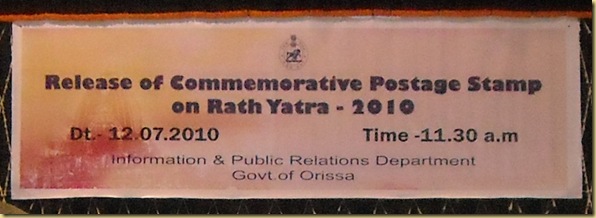 Release of Commemorative Postage Stamp
on Rath Yatra - 2010
Dt.- 12.07.2010 Time -11.30 a.m
Information & Public Relations Department
Govt.of Orissa